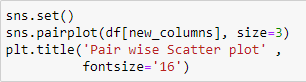 sns.set()
sns.pairplot(df[new_columns], size=3)
plt.title('Pair wise Scatter plot' ,
fontsize='16')